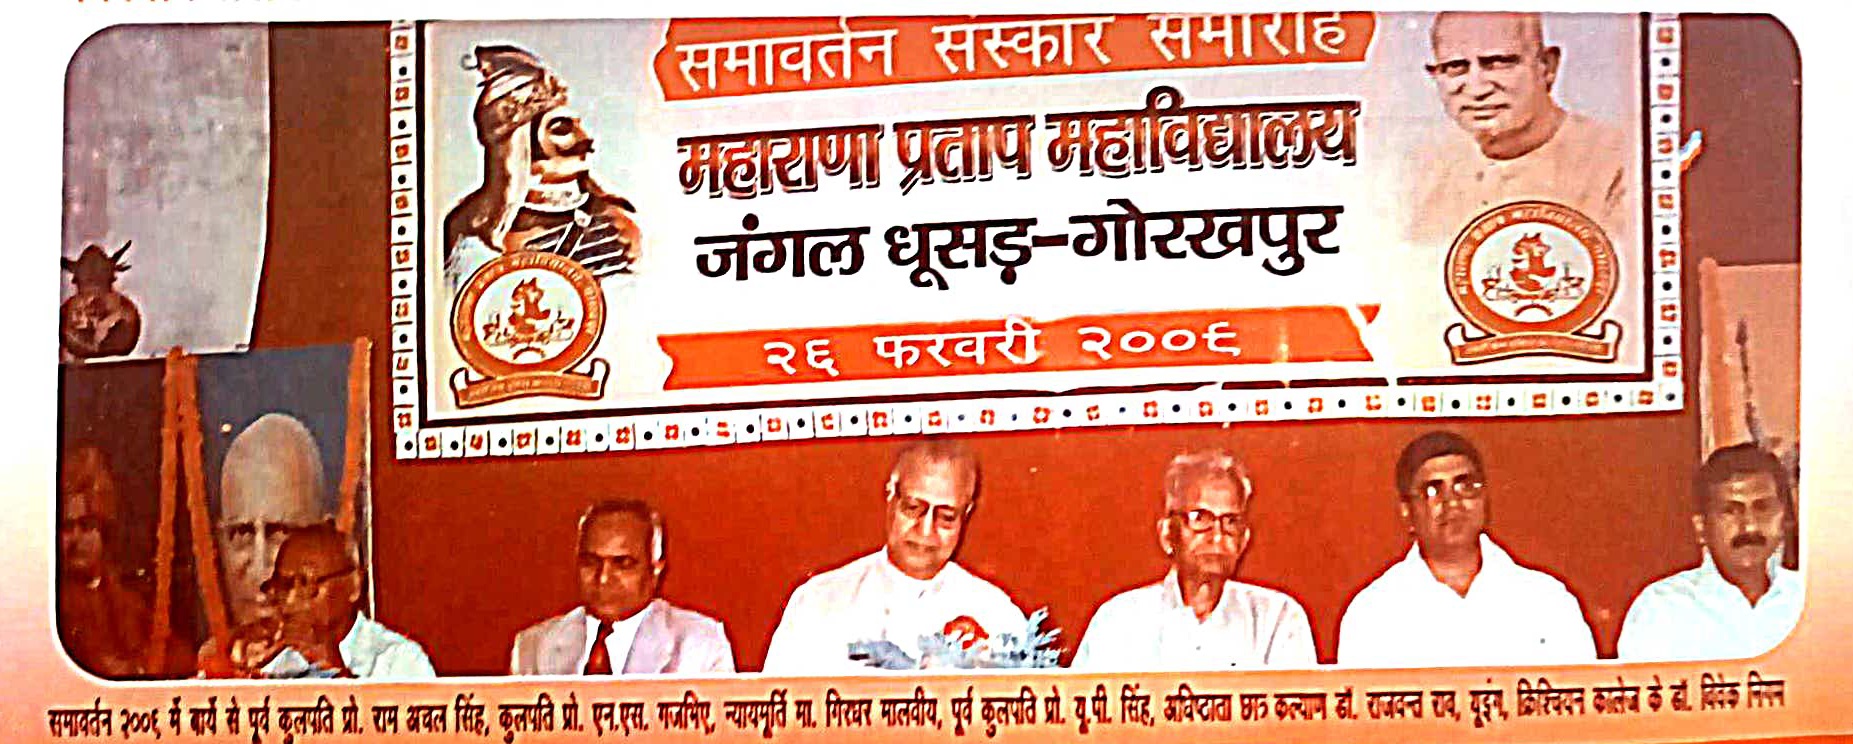 समावर्तन संस्कार समारोह
महाराणा प्रताप महाविद्यालय
जंगल धूसड़-गोरखपुर
२६ फरवरी २००६
समावर्तन २००६ में बायें से पूर्व कुलपति प्रो. राम अचल सिंह, कुलपति प्रो. एन.एस. गजभिए, न्यायमूर्ति मा. गिरधर मालवीय, पूर्व कुलपति प्रो. यू.पी. सिंह, अधिष्ठाता छात्र कल्याण डॉ. राजवन्त राव, यूइंग, क्रिश्चियन कालेज के डॉ. विवेक निगम